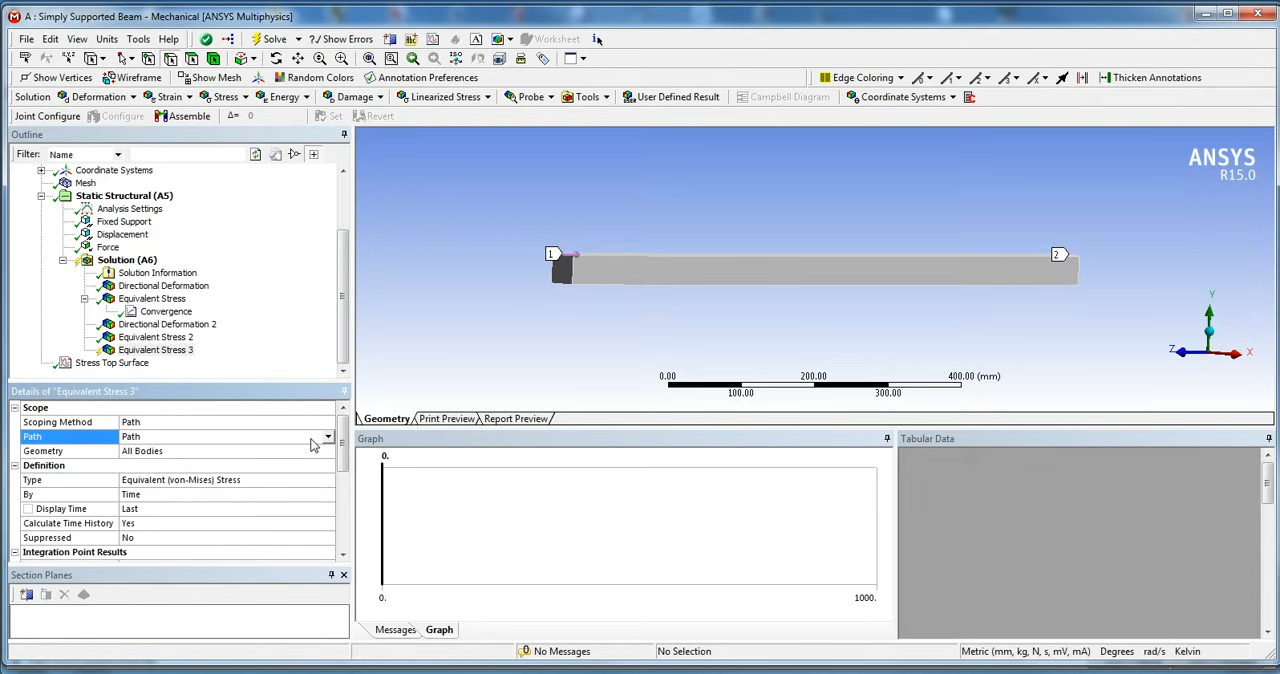 A : Simply Supported Beam - Mechanical [ANSYS Multiphysics]
File Edit View Units Tools Help Solve ?/ Show Errors A Worksheet i
Show Vertices Wireframe Show Mesh Random Colors Annotation Preferences Edge Coloring Thicken Annotations
Solution Deformation Strain Stress Energy Damage Linearized Stress Probe Tools User Defined Result Campbell Diagram Coordinate Systems
Joint Configure Configure Assemble Δ= 0 Set Revert
Outline
Filter: Name
Coordinate Systems
Mesh
Static Structural (A5)
Analysis Settings
Fixed Support
Displacement
Force
Solution (A6)
Solution Information
Directional Deformation
Equivalent Stress
Convergence
Directional Deformation 2
Equivalent Stress 2
Equivalent Stress 3
Stress Top Surface
Details of "Equivalent Stress 3"
Scope
Scoping Method Path
Path Path
Geometry All Bodies
Definition
Type Equivalent (von-Mises) Stress
By Time
Display Time Last
Calculate Time History Yes
Suppressed No
Integration Point Results
Section Planes
ANSYS
R15.0
1
2
Y
Z
X
0.00 200.00 400.00 (mm)
100.00 300.00
Geometry Print Preview Report Preview
Graph
0.
0. 1000.
Messages Graph
Tabular Data
0 No Messages No Selection Metric (mm, kg, N, s, mV, mA) Degrees rad/s Kelvin